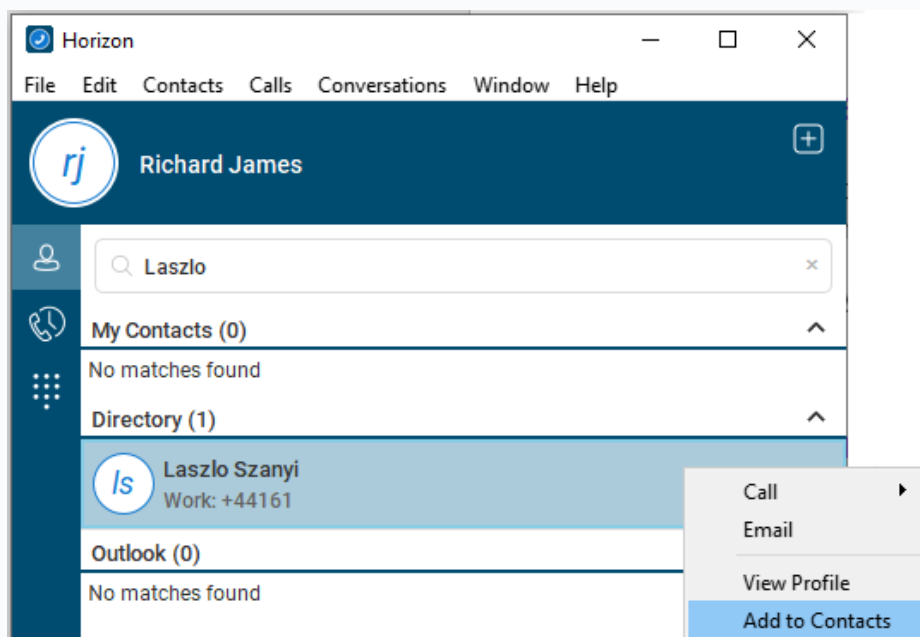 Horizon
File Edit Contacts Calls Conversations Window Help
rj Richard James
Laszlo
My Contacts (0)
No matches found
Directory (1)
ls Laszlo Szanyi
Work: +44161
Call
Email
Outlook (0)
View Profile
No matches found
Add to Contacts